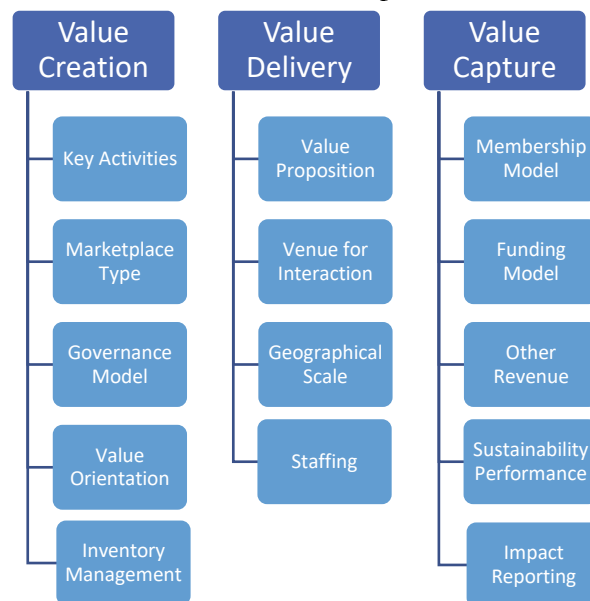 Value
Creation
Key Activities
Marketplace
Type
Governance
Model
Value
Orientation
Inventory
Management
Value
Delivery
Value
Proposition
Venue for
Interaction
Geographical
Scale
Staffing
Value
Capture
Membership
Model
Funding
Model
Other
Revenue
Sustainability
Performance
Impact
Reporting